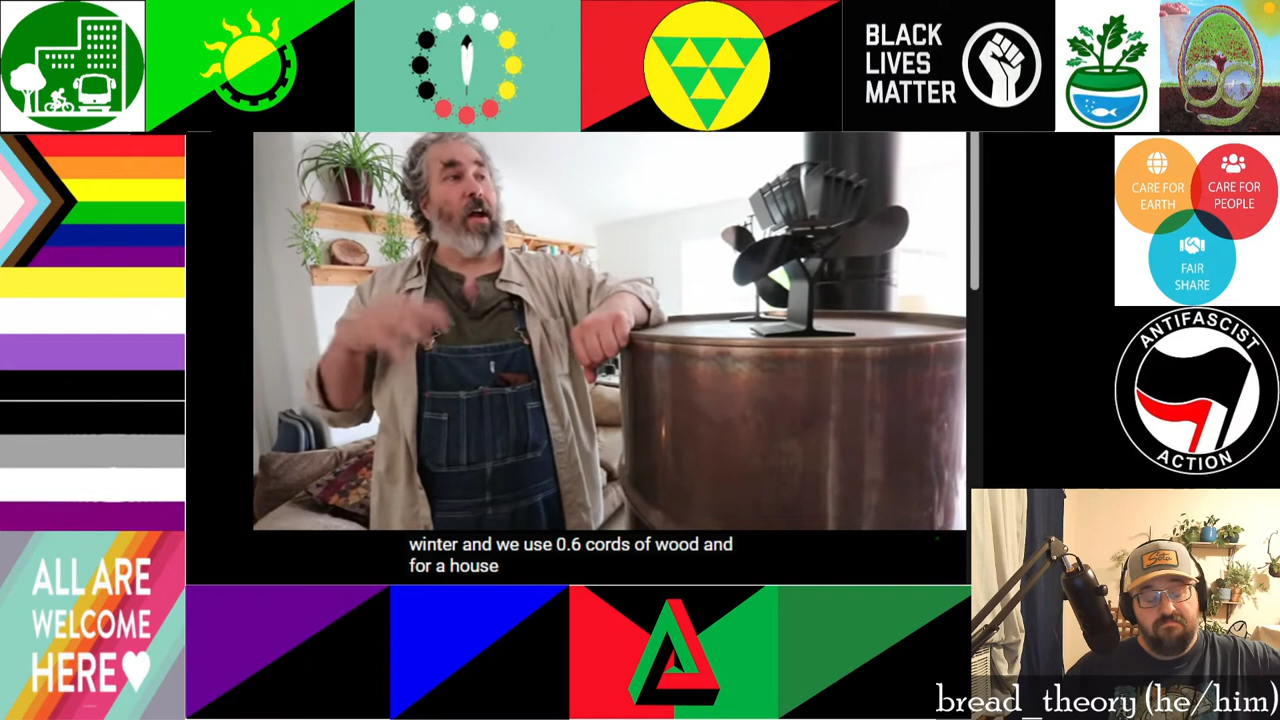 BLACK
LIVES
MATTER
CARE FOR
EARTH
CARE FOR
PEOPLE
FAIR
SHARE
ANTIFASCIST
ACTION
winter and we use 0.6 cords of wood and
for a house
ALL ARE
WELCOME
HERE
Sota
bread_theory (he/him)